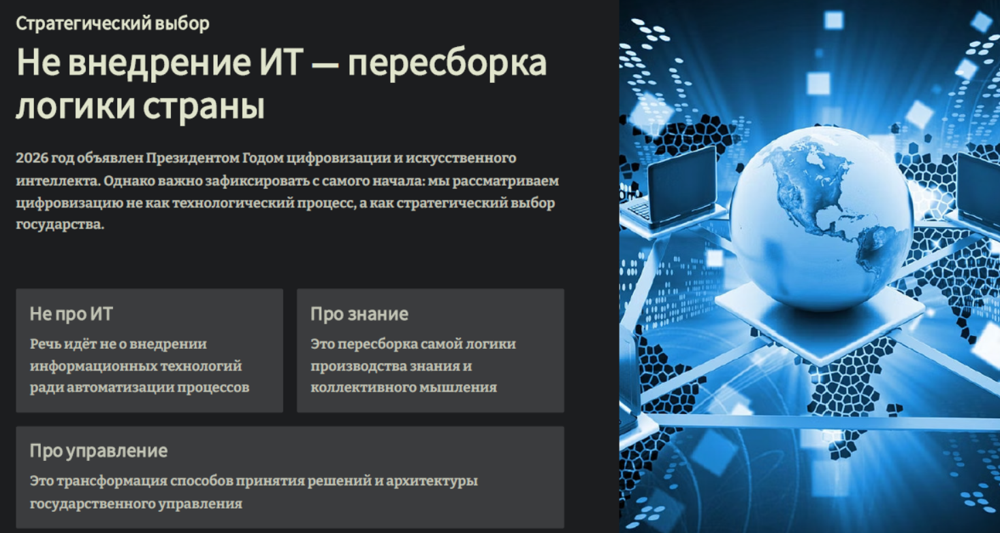 Стратегический выбор
Не внедрение ИТ — пересборка
логики страны
2026 год объявлен Президентом Годом цифровизации и искусственного
интеллекта. Однако важно зафиксировать с самого начала: мы рассматриваем
цифровизацию не как технологический процесс, а как стратегический выбор
государства.
Не про ИТ
Речь идёт не о внедрении
информационных технологий
ради автоматизации процессов
Про знание
Это пересборка самой логики
производства знания и
коллективного мышления
Про управление
Это трансформация способов принятия решений и архитектуры
государственного управления